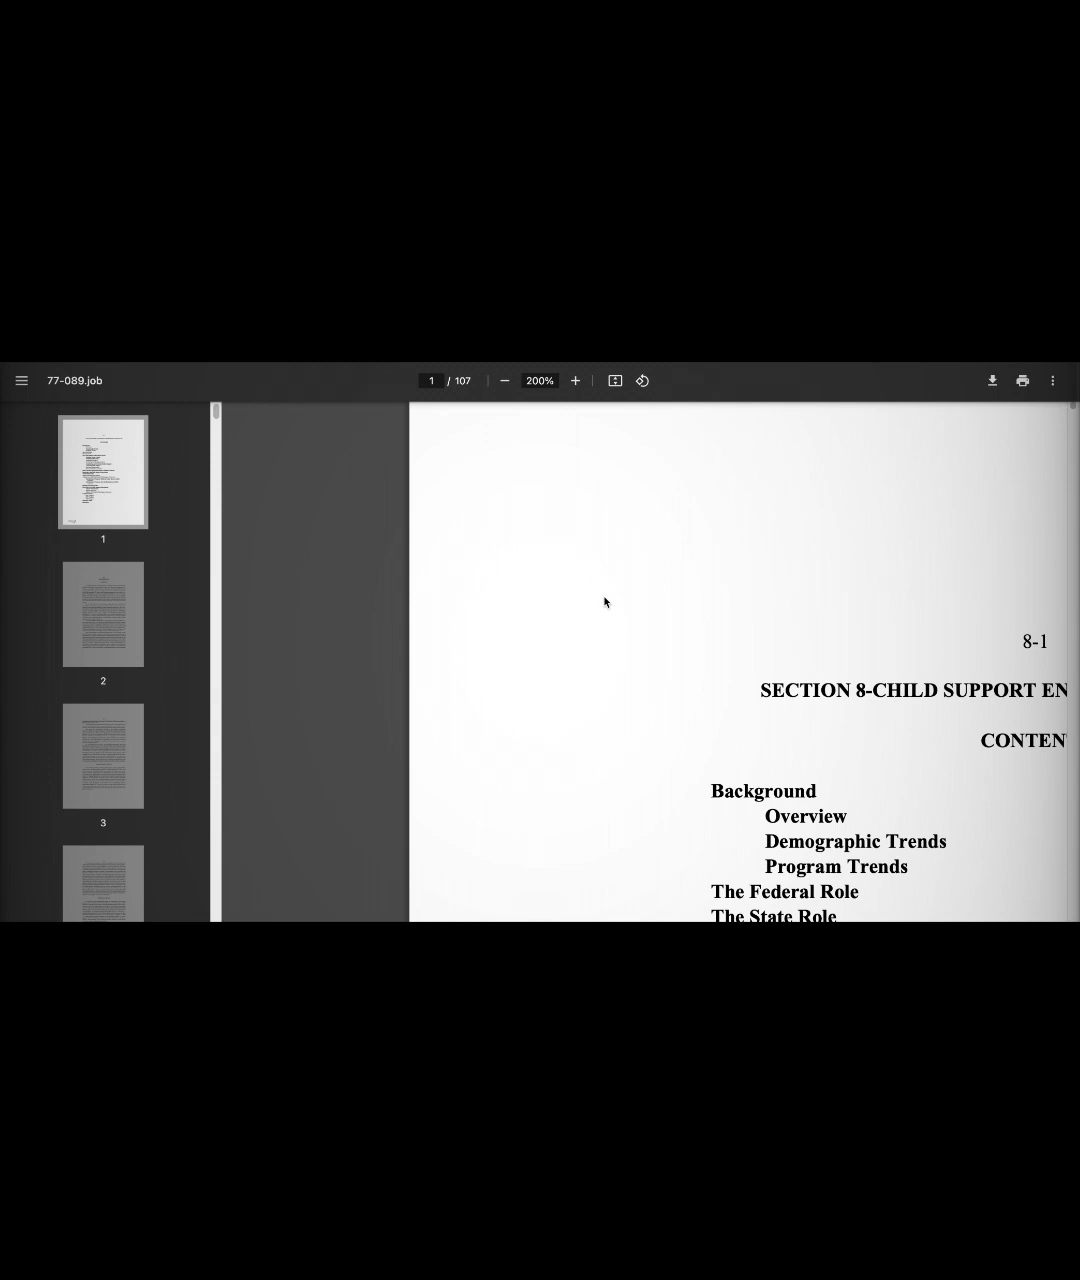 77-089.job
1 / 107
200%
1
2
3
8-1
SECTION 8-CHILD SUPPORT EN
CONTEN
Background
Overview
Demographic Trends
Program Trends
The Federal Role
The State Role